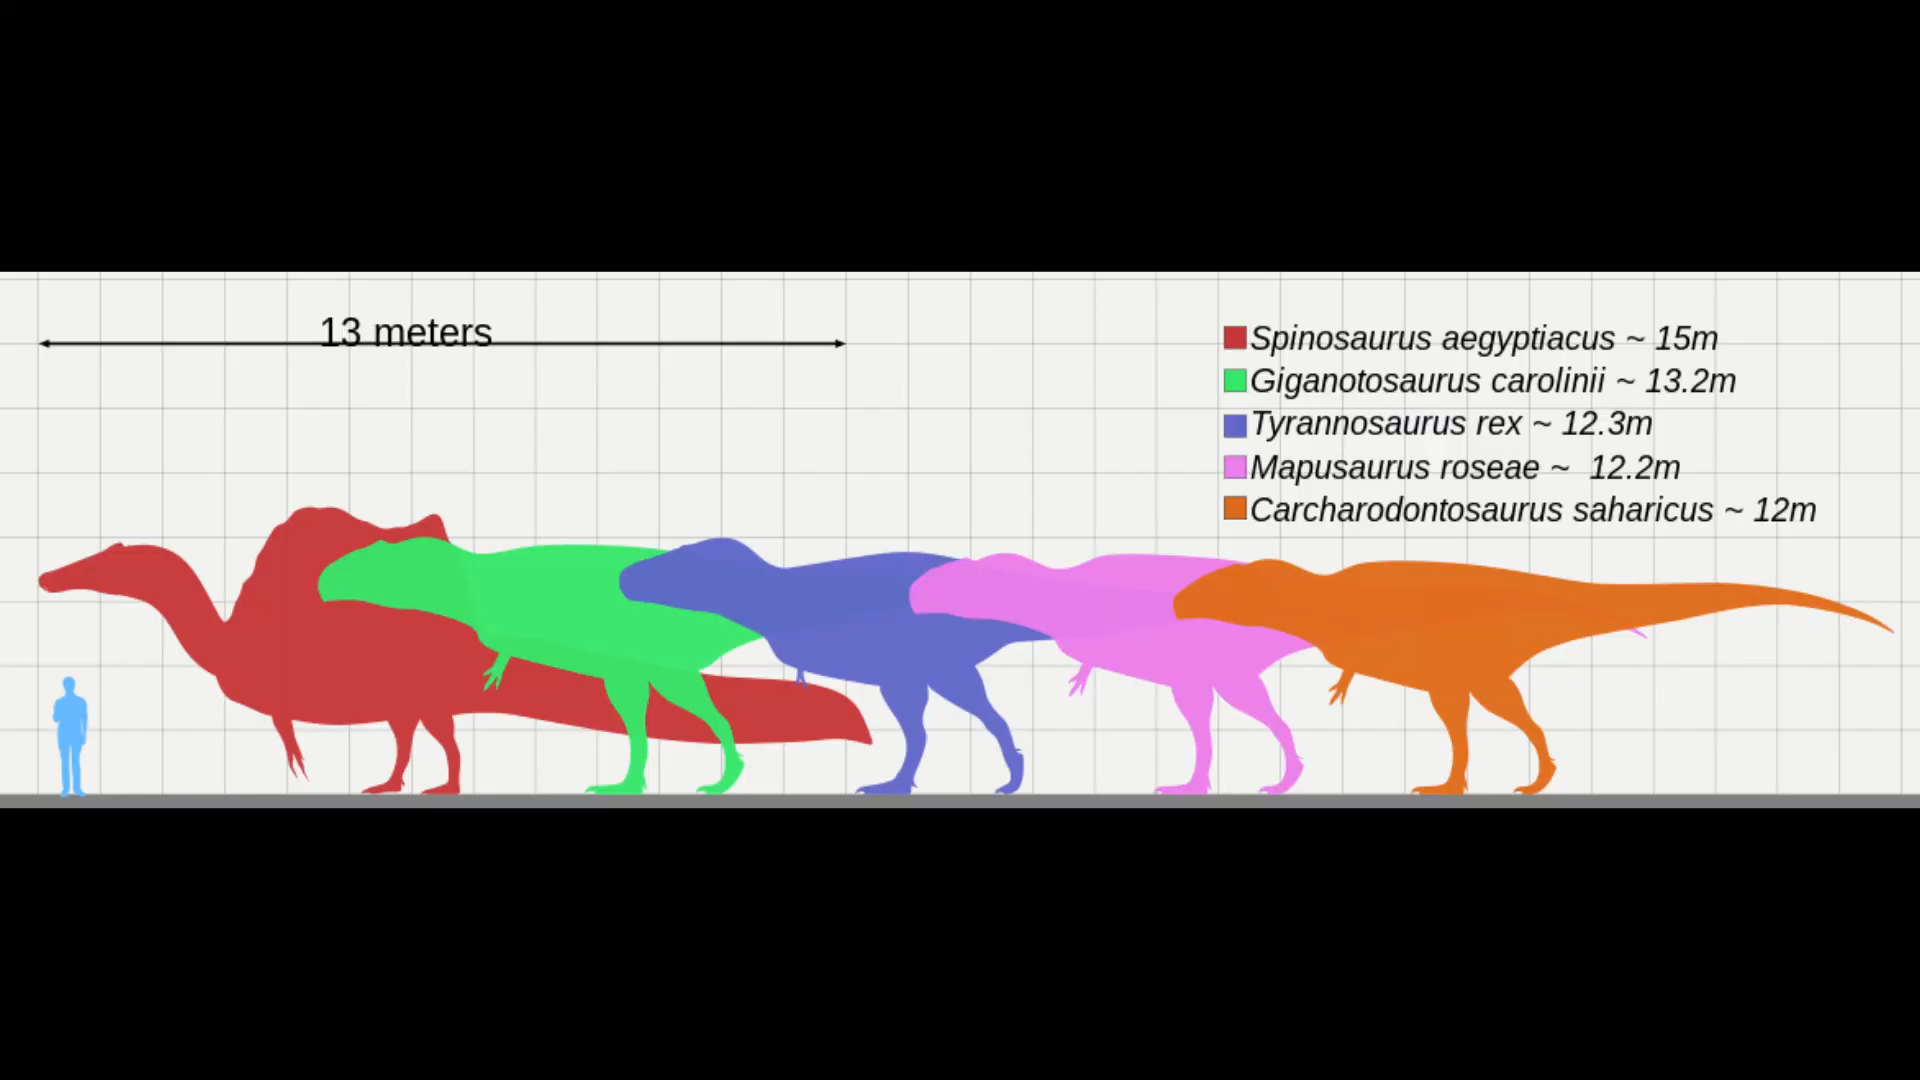 13 meters
Spinosaurus aegyptiacus ~ 15m
Giganotosaurus carolinii ~ 13.2m
Tyrannosaurus rex ~ 12.3m
Mapusaurus roseae ~ 12.2m
Carcharodontosaurus saharicus ~ 12m